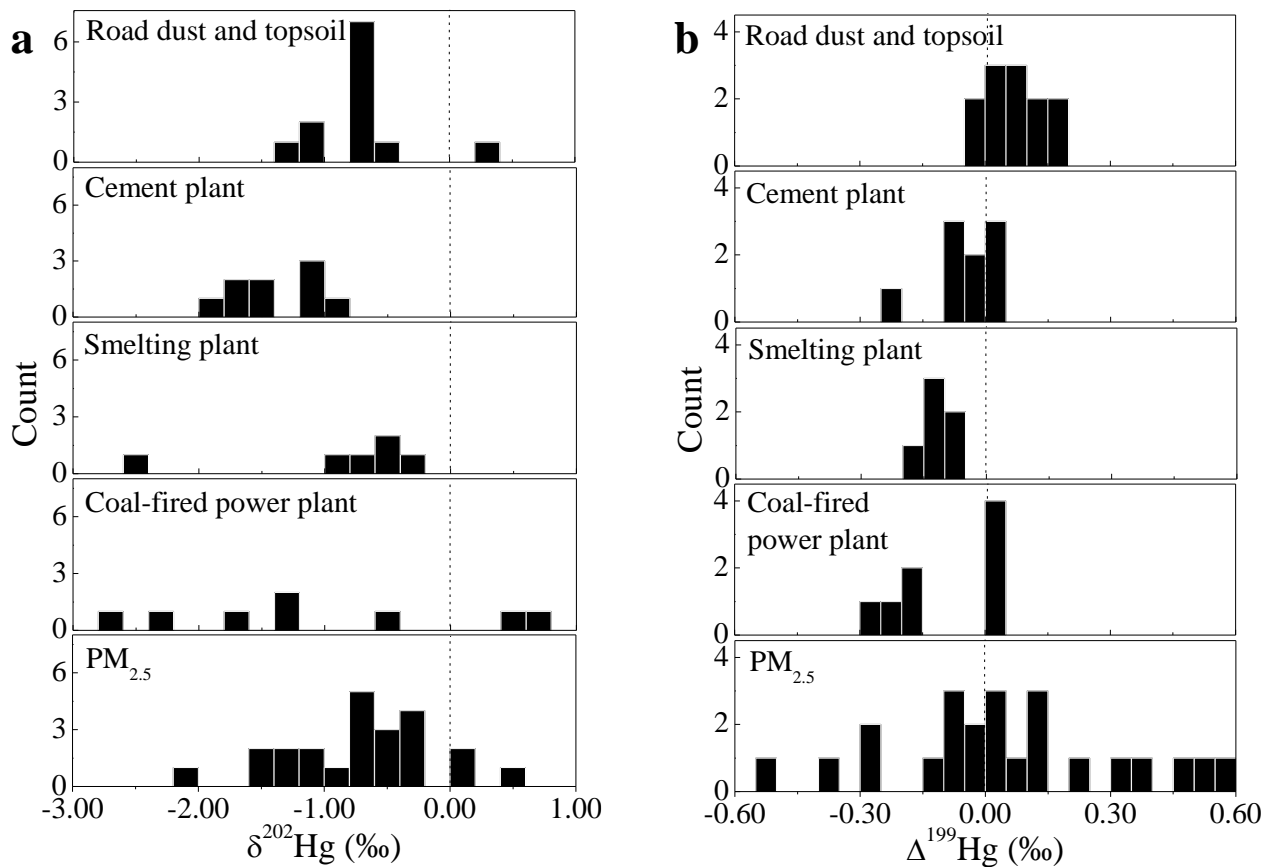 a
Road dust and topsoil
6
3
0
Cement plant
6
3
0
Smelting plant
6
3
0
Coal-fired power plant
6
3
0
PM2.5
6
3
0
-3.00 -2.00 -1.00 0.00 1.00
Count
δ202Hg (‰)
b
Road dust and topsoil
4
2
0
Cement plant
4
2
0
Smelting plant
4
2
0
Coal-fired
power plant
4
2
0
PM2.5
4
2
0
-0.60 -0.30 0.00 0.30 0.60
Count
Δ199Hg (‰)